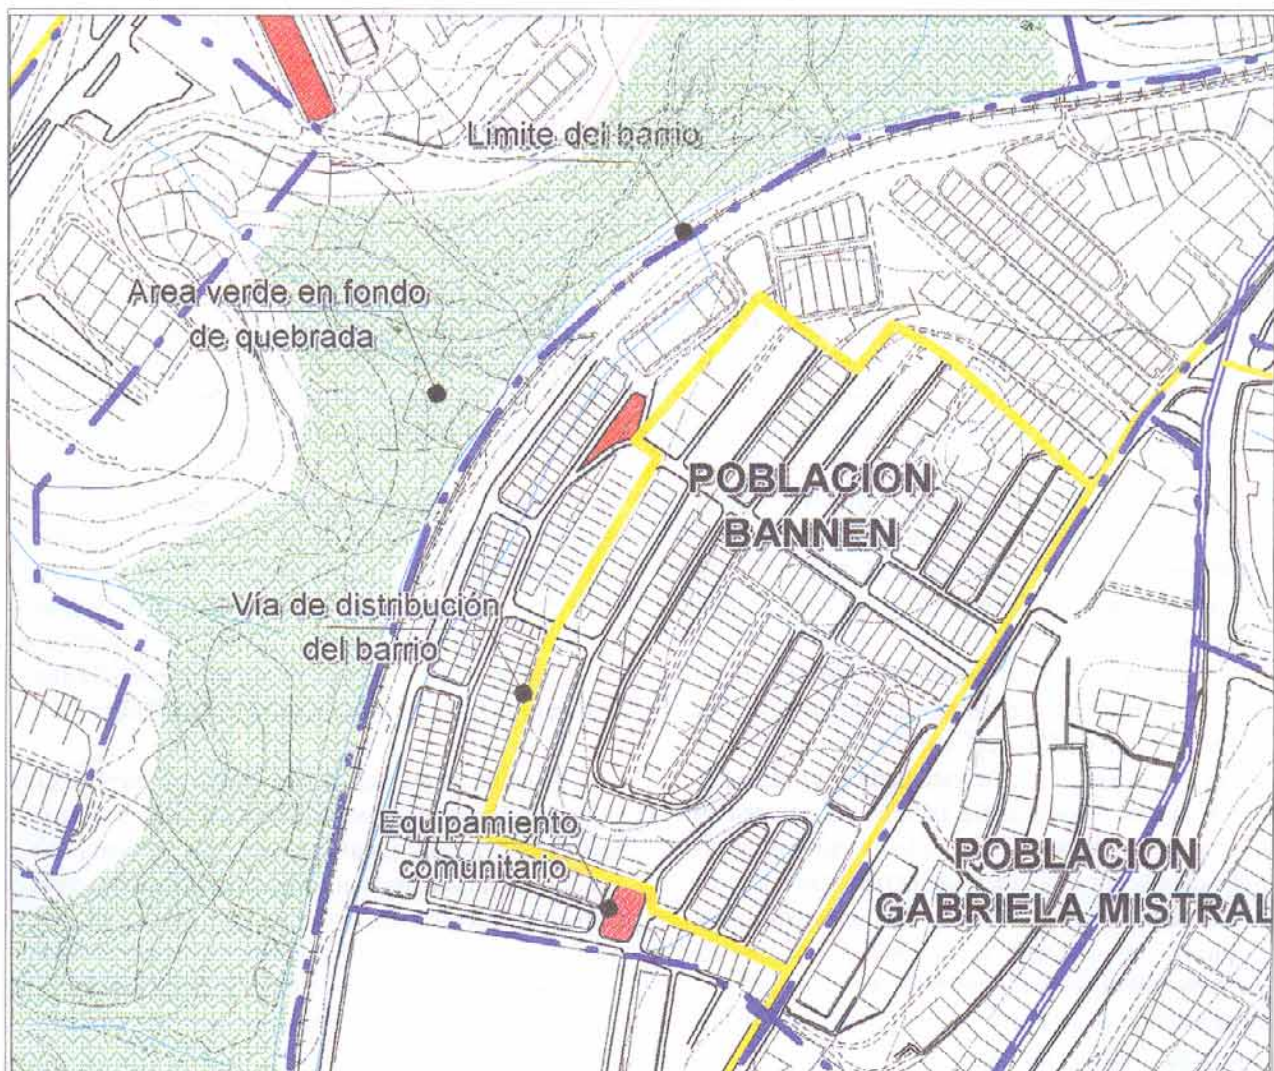 Limite del barrio
Area verde en fondo
de quebrada
POBLACION
BANNEN
Vía de distribución
del barrio
Equipamiento
comunitario
POBLACION
GABRIELA MISTRAL